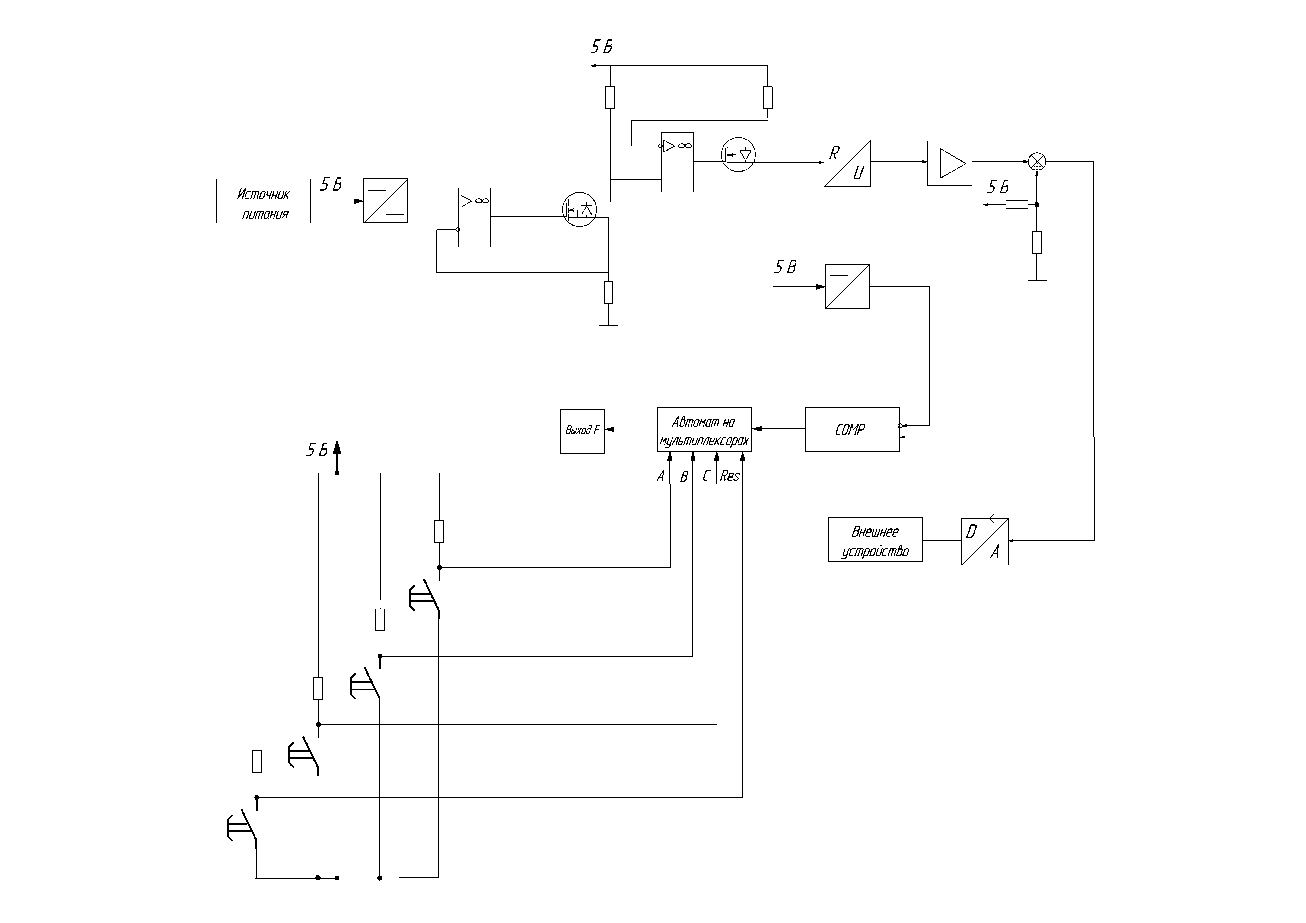 5 В
R
U
Источник
питания
5 В
▷∞
▷∞
5 В
5 В
Выход F
Автомат на
мультиплексорах
COMP
5 В
A
B
C
Res
Внешнее
устройство
D
A